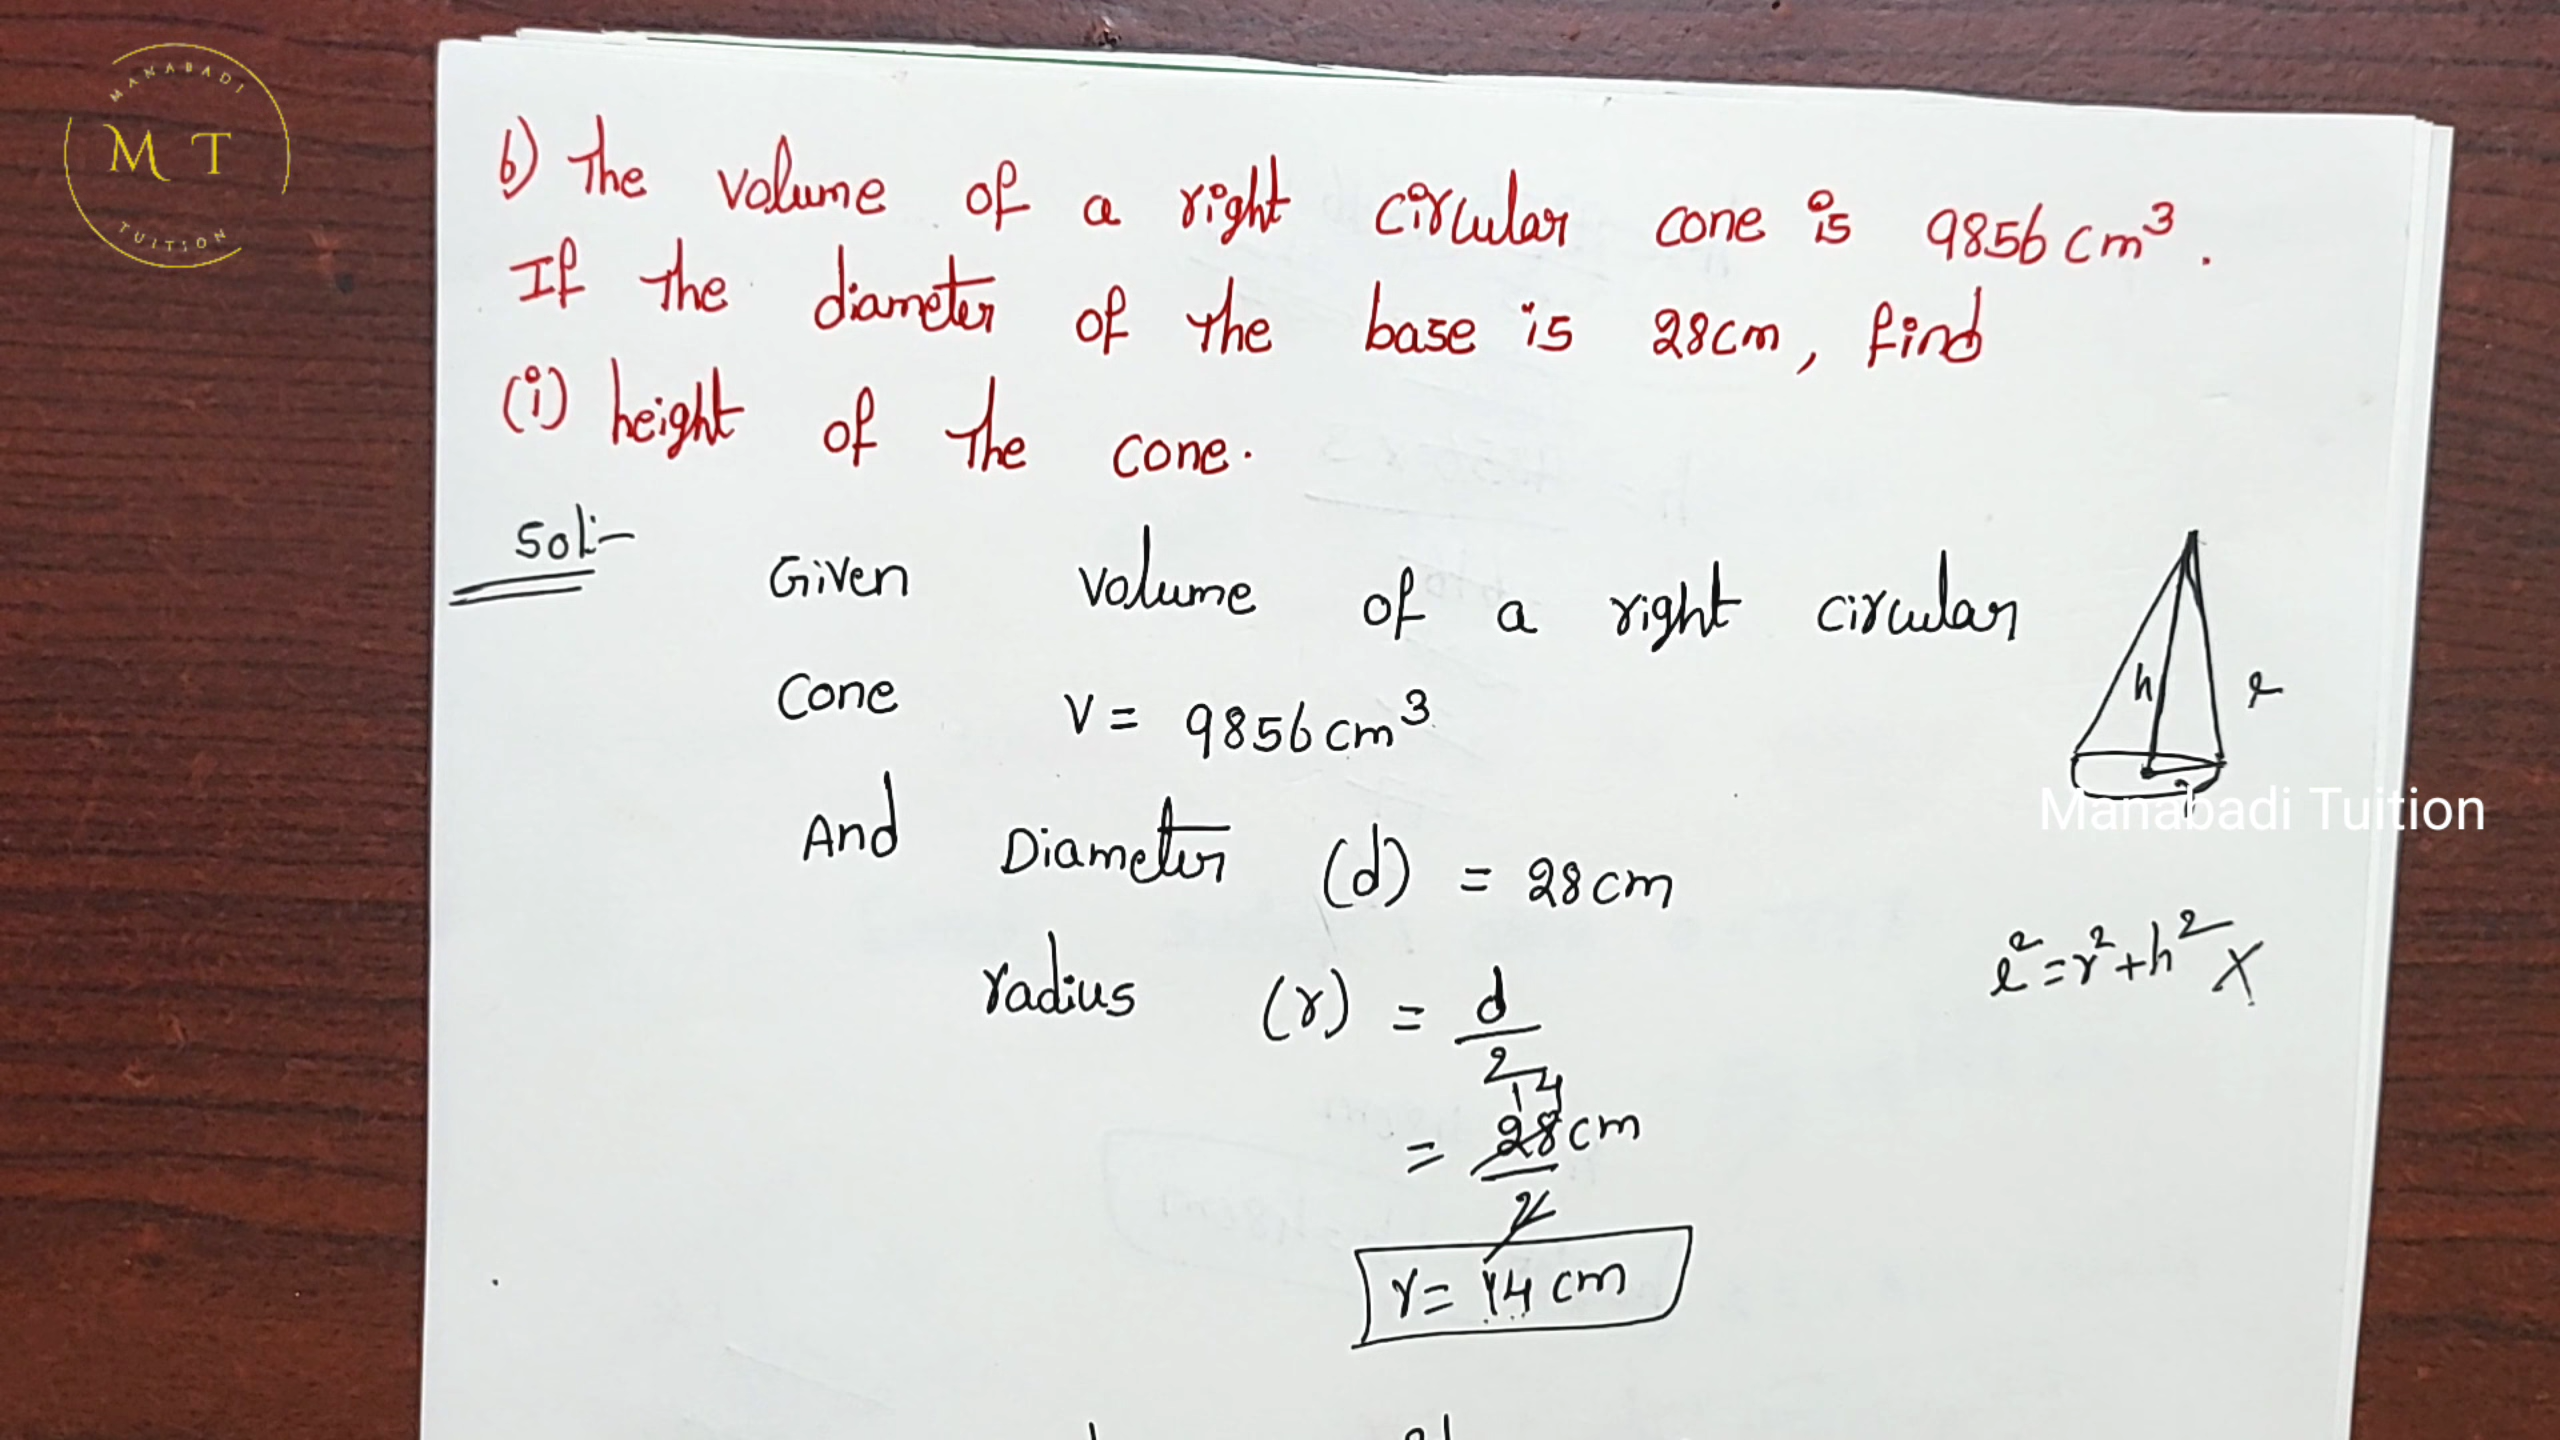 MANABADI
M T
TUITION
6) The volume of a right circular cone is 9856 cm³.
If the diameter of the base is 28cm, find
(i) height of the cone.
Sol:-
Given volume of a right circular
Cone V = 9856 cm³
h
l
Manabadi Tuition
And Diameter (d) = 28cm
l² = r² + h² X
radius (r) = d/2
14
= 28cm/2
r = 14 cm